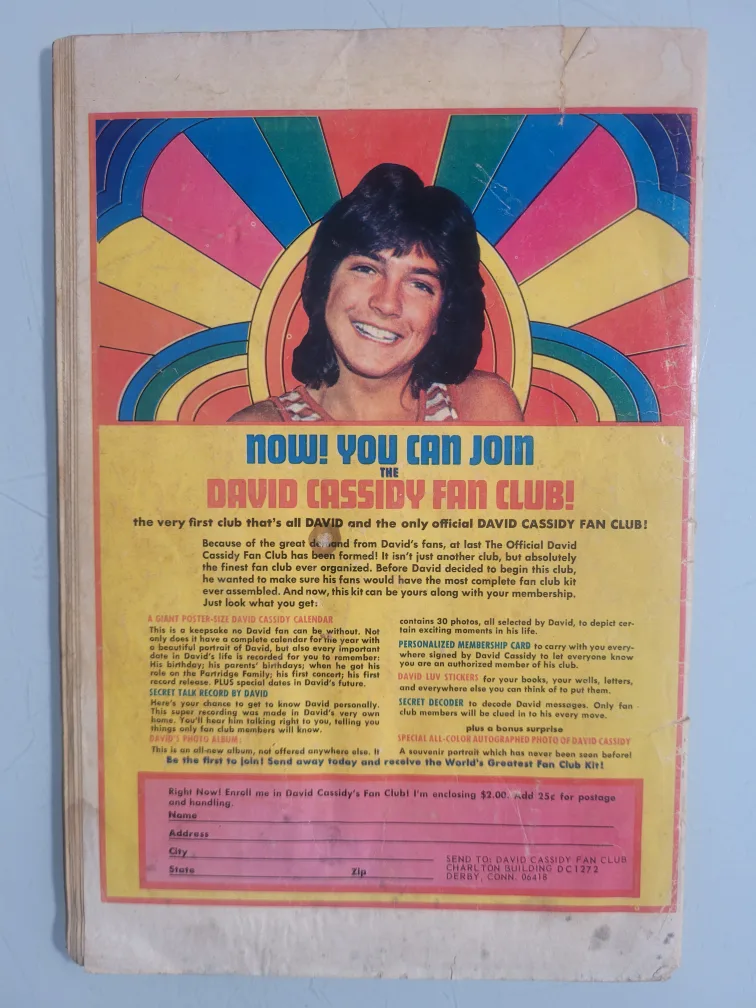 NOW! YOU CAN JOIN
THE
DAVID CASSIDY FAN CLUB!
the very first club that's all DAVID and the only official DAVID CASSIDY FAN CLUB!
Because of the great demand from David's fans, at last The Official David
Cassidy Fan Club has been formed! It isn't just another club, but absolutely
the finest fan club ever organized. Before David decided to begin this club,
he wanted to make sure his fans would have the most complete fan club kit
ever assembled. And now, this kit can be yours along with your membership.
Just look what you get:
A GIANT POSTER-SIZE DAVID CASSIDY CALENDAR
This is a keepsake no David fan can be without. Not
only does it have a complete calendar for the year with
a beautiful portrait of David, but also every important
date in David's life is recorded for you to remember:
His birthday; his parents' birthdays; when he got his
role on the Partridge Family; his first concert; his first
record release. PLUS special dates in David's future.
SECRET TALK RECORD BY DAVID
Here's your chance to get to know David personally.
This super recording was made in David's very own
home. You'll hear him talking right to you, telling you
things only fan club members will know.
DAVID'S PHOTO ALBUM:
This is an all-new album, not offered anywhere else. It
contains 30 photos, all selected by David, to depict cer-
tain exciting moments in his life.
PERSONALIZED MEMBERSHIP CARD to carry with you every-
where signed by David Cassidy to let everyone know
you are an authorized member of his club.
DAVID LUV STICKERS for your books, your walls, letters,
and everywhere else you can think of to put them.
SECRET DECODER to decode David messages. Only fan
club members will be clued in to his every move.
plus a bonus surprise
SPECIAL ALL-COLOR AUTOGRAPHED PHOTO OF DAVID CASSIDY
A souvenir portrait which has never been seen before!
Be the first to join! Send away today and receive the World's Greatest Fan Club Kit!
Right Now! Enroll me in David Cassidy's Fan Club! I'm enclosing $2.00. Add 25c for postage
and handling.
Name
Address
City
State Zip
SEND TO: DAVID CASSIDY FAN CLUB
CHARLTON BUILDING DC1272
DERBY, CONN. 06418